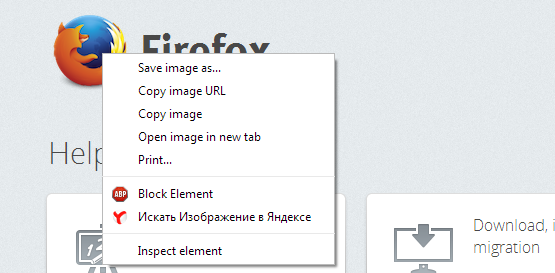 Firefox
Save image as...
Copy image URL
Copy image
Open image in new tab
Print...
Help
ABP Block Element
Искать Изображение в Яндексе
Download, i
migration
Inspect element